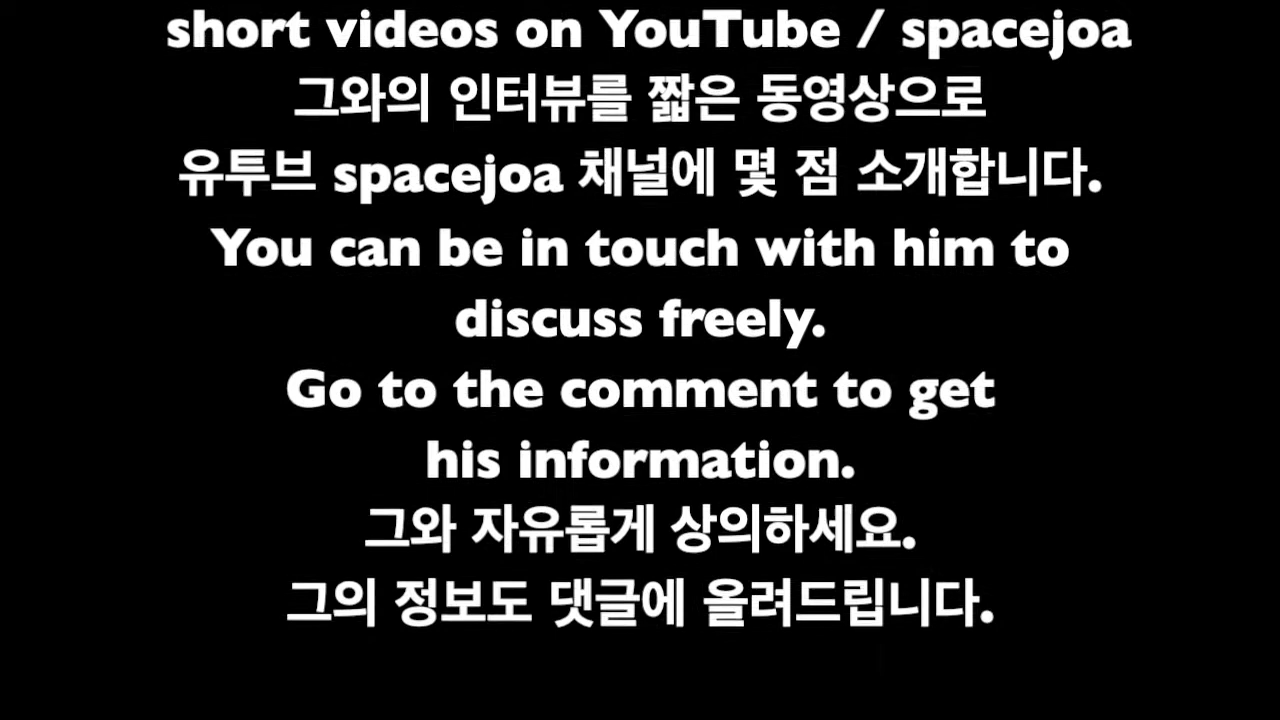 short videos on YouTube / spacejoa
그와의 인터뷰를 짧은 동영상으로
유투브 spacejoa 채널에 몇 점 소개합니다.
You can be in touch with him to
discuss freely.
Go to the comment to get
his information.
그와 자유롭게 상의하세요.
그의 정보도 댓글에 올려드립니다.